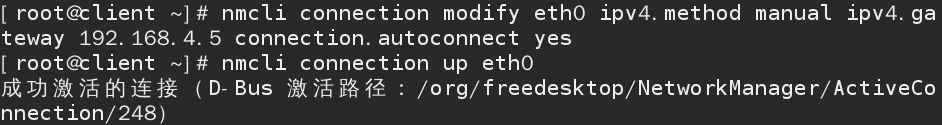 [root@client ~]# nmcli connection modify eth0 ipv4.method manual ipv4.ga
teway 192.168.4.5 connection.autoconnect yes
[root@client ~]# nmcli connection up eth0
成功激活的连接（D-Bus 激活路径：/org/freedesktop/NetworkManager/ActiveCo
nnection/248）